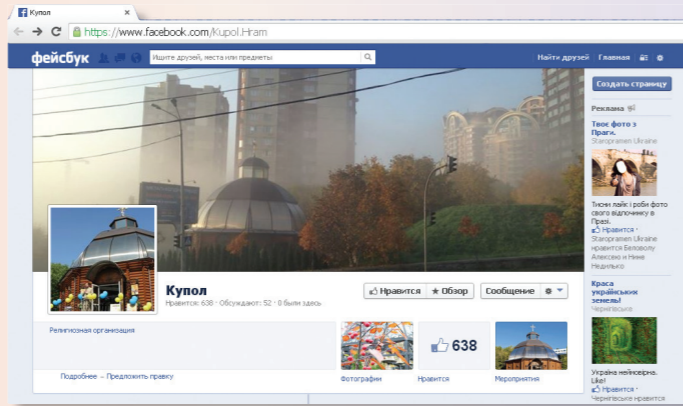 Купол
https://www.facebook.com/Kupol.Hram
фейсбук
Ищите друзей, места или предметы
Найти друзей Главная
Создать страницу
Реклама
Твоє фото з
Праги.
Staropramen Ukraine
Тисни лайк і роби фото
свого відпочинку в
Празі.
Нравится ·
Staropramen Ukraine
нравится Беловолу
Алексею и Нине
Недилько
Купол
Нравится: 638 · Обсуждают: 52 · 0 были здесь
Нравится
Обзор
Сообщение
Религиозная организация
638
Подробнее – Предложить правку
Фотографии
Нравится
Мероприятия
Краса
українських
земель!
Чернігівське
Україна неймовірна.
Like!
Нравится ·
Чернігівське нравится